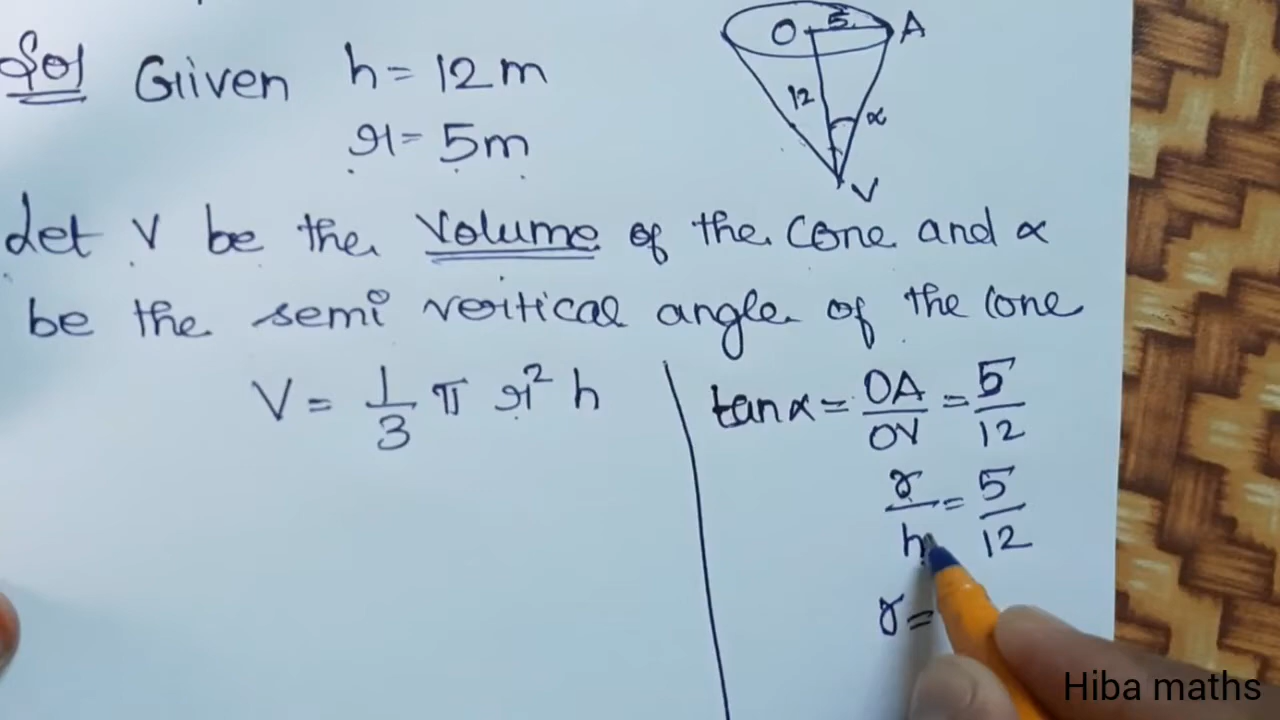 Sol Given h = 12 m
r = 5 m
O 5 A
12 α
V
Let V be the volume of the cone and α
be the semi vertical angle of the cone
V = 1/3 π r² h
tan α = OA/OV = 5/12
r/h = 5/12
r =
Hiba maths